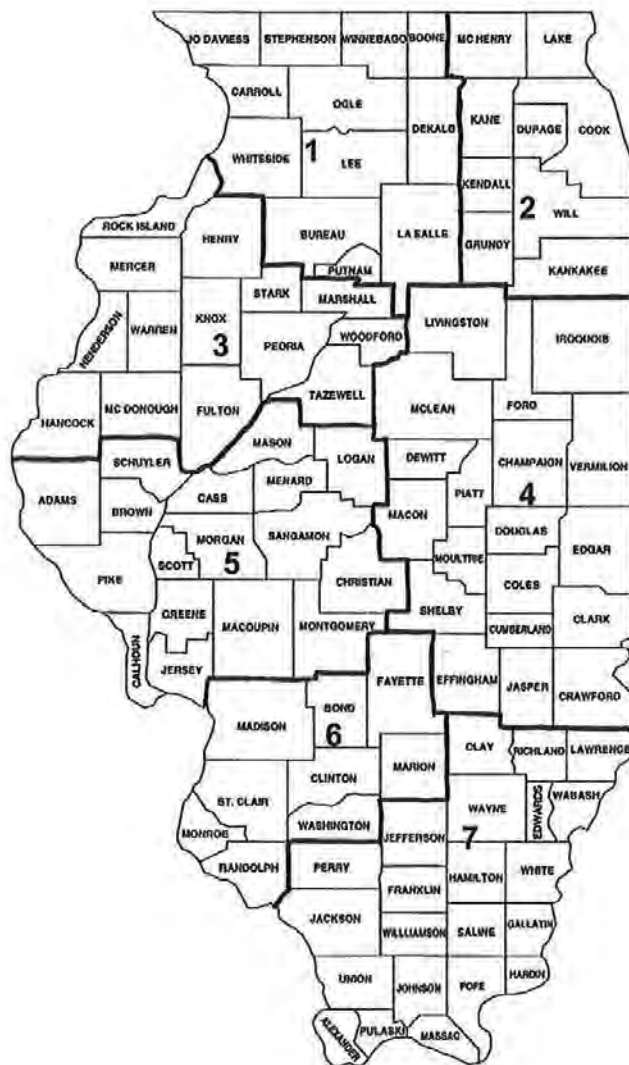 JO DAVIESS
STEPHENSON
WINNEBAGO
BOONE
MC HENRY
LAKE
CARROLL
OGLE
DEKALB
KANE
DUPAGE
COOK
WHITESIDE
1
LEE
KENDALL
2
WILL
ROCK ISLAND
HENRY
BUREAU
LA SALLE
GRUNDY
PUTNAM
KANKAKEE
MERCER
STARK
MARSHALL
HENDERSON
WARREN
KNOX
3
PEORIA
WOODFORD
LIVINGSTON
IROQUOIS
HANCOCK
MC DONOUGH
FULTON
TAZEWELL
MCLEAN
FORD
MASON
SCHUYLER
LOGAN
DEWITT
CHAMPAION
VERMILION
ADAMS
BROWN
CASS
MENARD
MACON
PIATT
4
MORGAN
SANGAMON
DOUGLAS
EDGAR
PIKE
SCOTT
5
CHRISTIAN
MOULTRIE
COLES
GREENE
MACOUPIN
MONTGOMERY
SHELBY
CUMBERLAND
CLARK
CALHOUN
JERSEY
FAYETTE
EFFINGHAM
JASPER
CRAWFORD
MADISON
BOND
6
CLAY
RICHLAND
LAWRENCE
CLINTON
MARION
ST. CLAIR
WAYNE
EDWARDS
WABASH
MONROE
WASHINGTON
JEFFERSON
7
RANDOLPH
PERRY
FRANKLIN
HAMILTON
WHITE
JACKSON
WILLIAMSON
SALINE
GALLATIN
UNION
JOHNSON
POPE
HARDIN
ALEXANDER
PULASKI
MASSAC